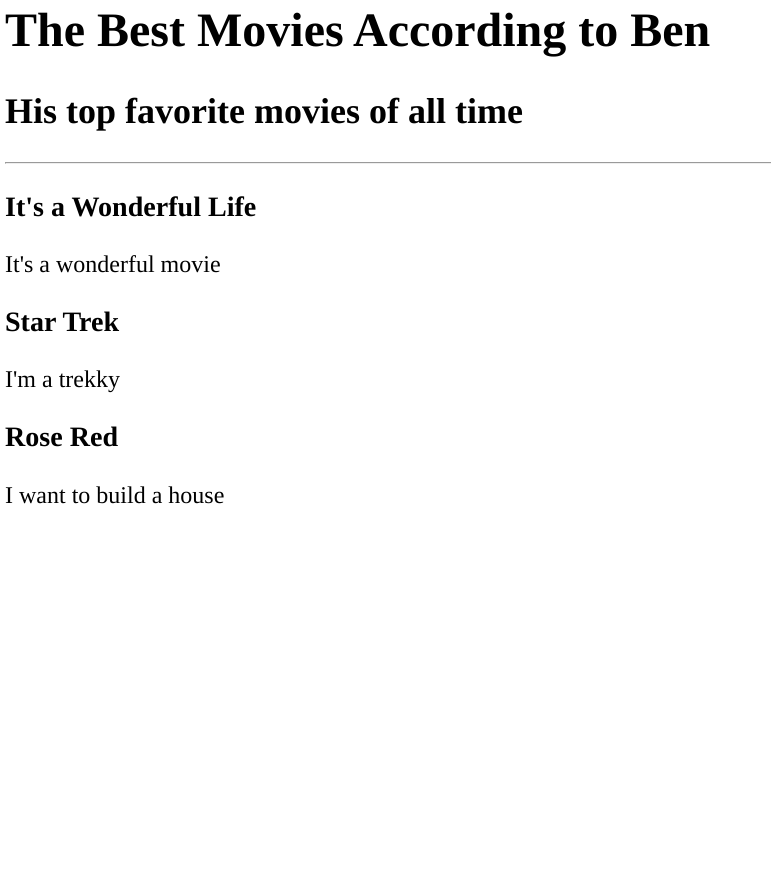 The Best Movies According to Ben
His top favorite movies of all time
It's a Wonderful Life
It's a wonderful movie
Star Trek
I'm a trekky
Rose Red
I want to build a house